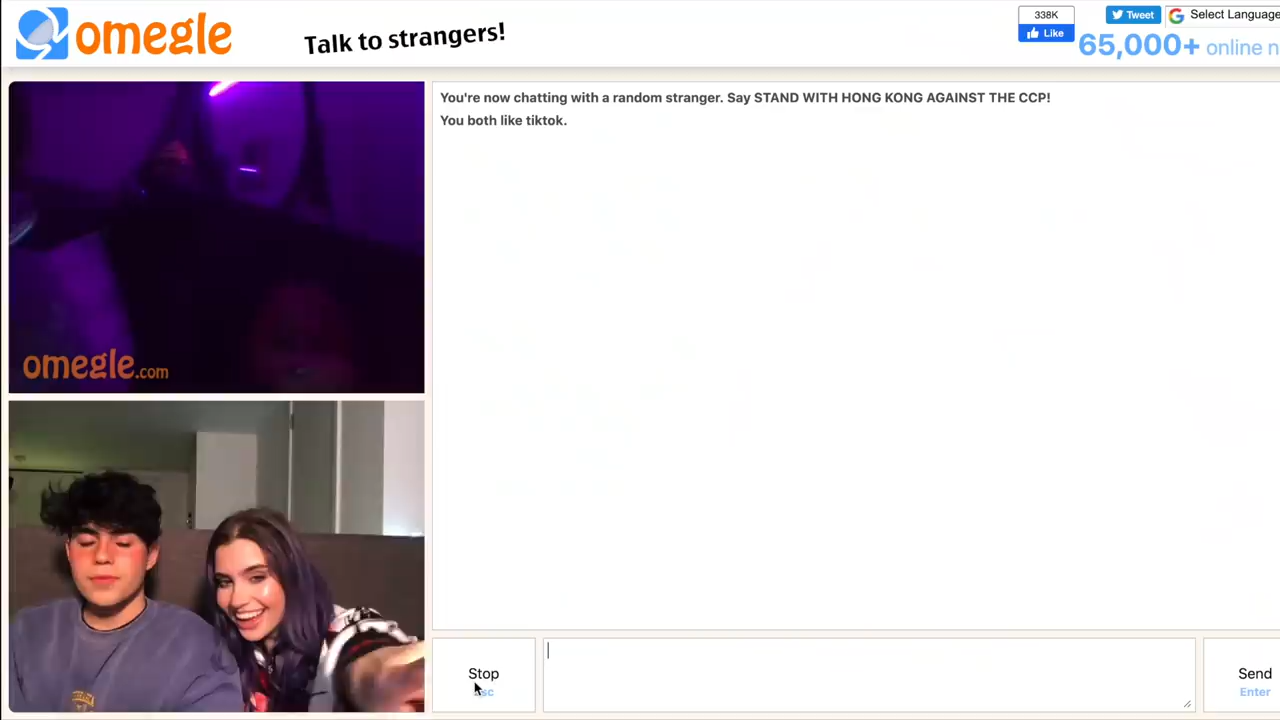 omegle
Talk to strangers!
338K
Like
Tweet
Select Language
65,000+ online n
You're now chatting with a random stranger. Say STAND WITH HONG KONG AGAINST THE CCP!
You both like tiktok.
omegle.com
Stop
Send
Enter